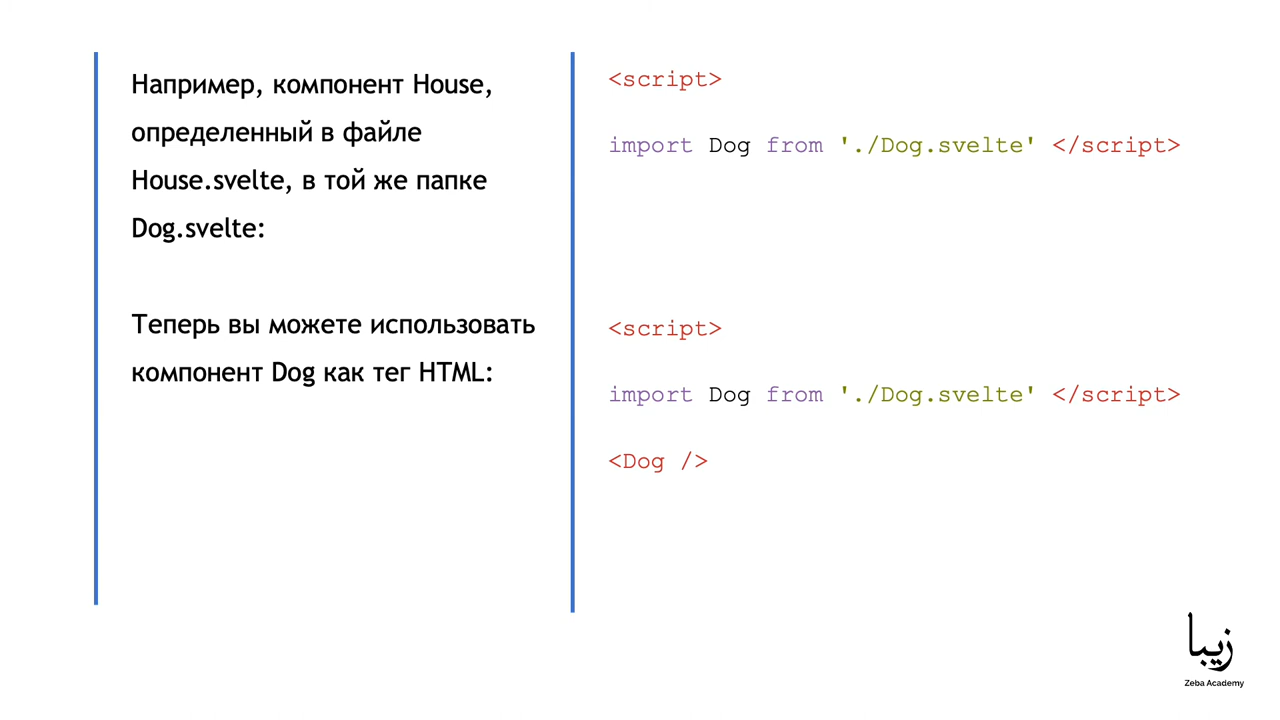 Например, компонент House,
определенный в файле
House.svelte, в той же папке
Dog.svelte:
Теперь вы можете использовать
компонент Dog как тег HTML:
<script>
import Dog from './Dog.svelte' </script>
<script>
import Dog from './Dog.svelte' </script>
<Dog />
زیبا
Zeba Academy